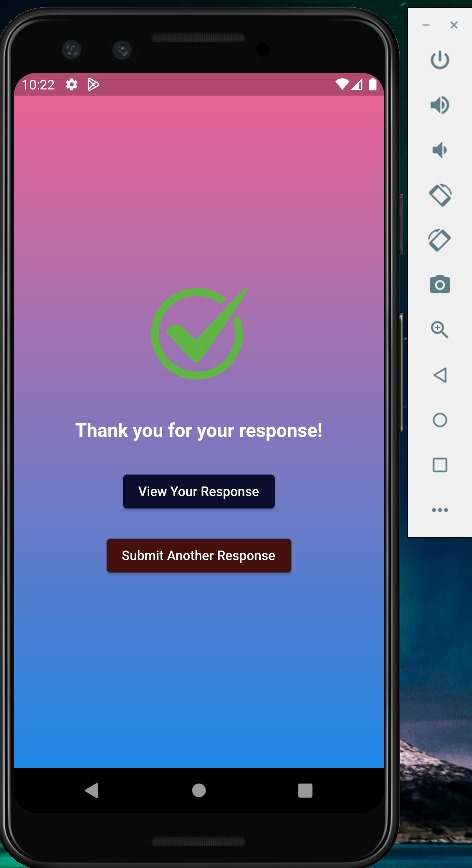 10:22
Thank you for your response!
View Your Response
Submit Another Response